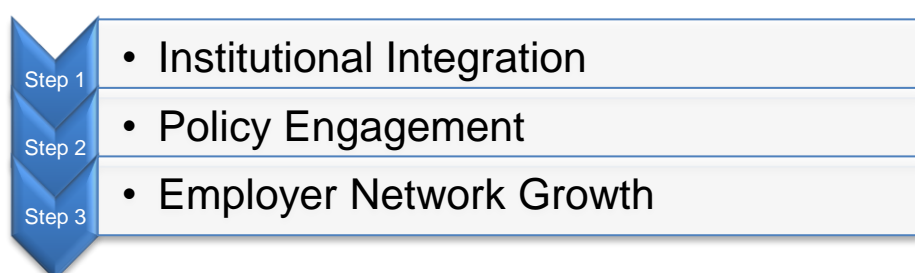 Step 1
• Institutional Integration
Step 2
• Policy Engagement
Step 3
• Employer Network Growth